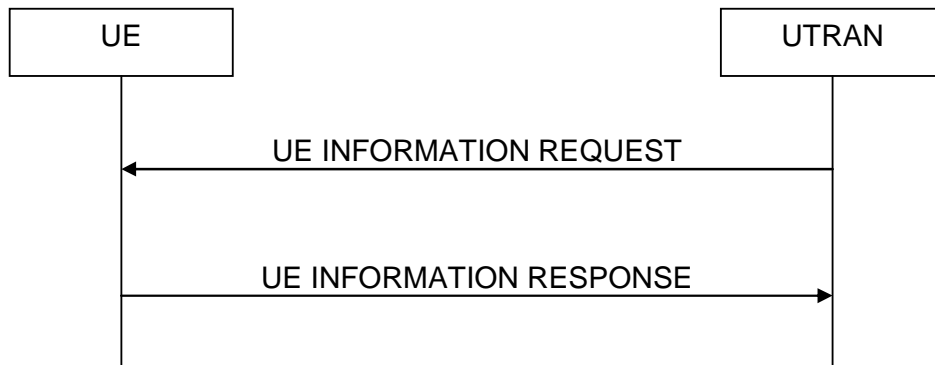 UE
UTRAN
UE INFORMATION REQUEST
UE INFORMATION RESPONSE